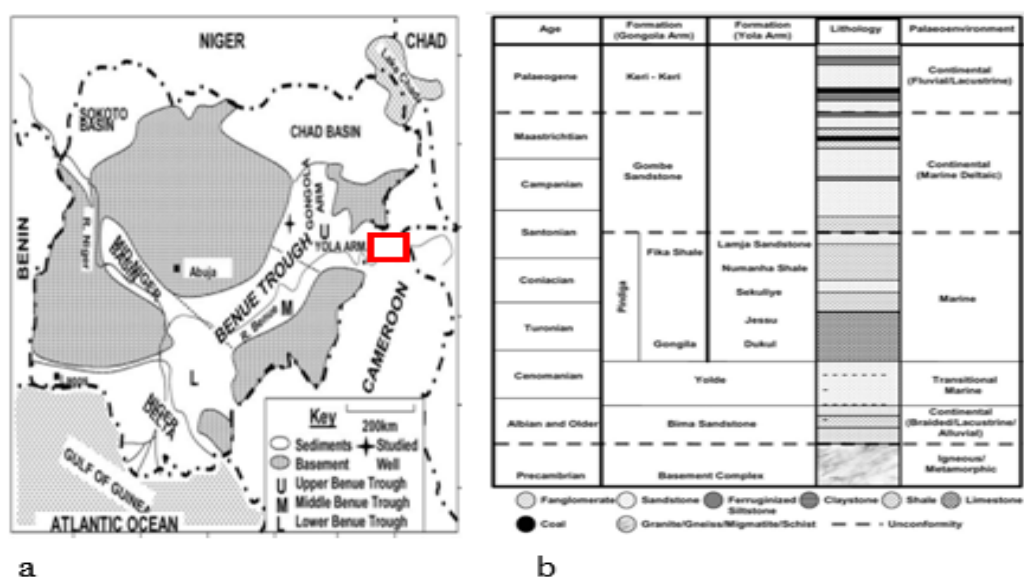 NIGER
CHAD
Lake Chad
SOKOTO
BASIN
CHAD BASIN
GONGOLA
ARM
U
YOLA ARM
BENIN
R. Niger
MID-NIGER
BASIN
Abuja
BENUE TROUGH
R. Benue
M
CAMEROON
L
NIGER
DELTA
GULF OF GUINEA
ATLANTIC OCEAN
Key
200km
Sediments
Studied
Basement
Well
U Upper Benue Trough
M Middle Benue Trough
L Lower Benue Trough
a
Age
Formation
(Gongola Arm)
Formation
(Yola Arm)
Lithology
Palaeoenvironment
Palaeogene
Keri - Keri
Continental
(Fluvial/Lacustrine)
Maastrichtian
Campanian
Gombe
Sandstone
Continental
(Marine Deltaic)
Santonian
Coniacian
Turonian
Pindiga
Fika Shale
Gongila
Lamja Sandstone
Numanha Shale
Sekuliye
Jessu
Dukul
Marine
Cenomanian
Yolde
Transitional
Marine
Albian and Older
Bima Sandstone
Continental
(Braided/Lacustrine/
Alluvial)
Precambrian
Basement Complex
Igneous/
Metamorphic
Fanglomerate Sandstone Ferruginized Siltstone Claystone Shale Limestone
Coal Granite/Gneiss/Migmatite/Schist Unconformity
b